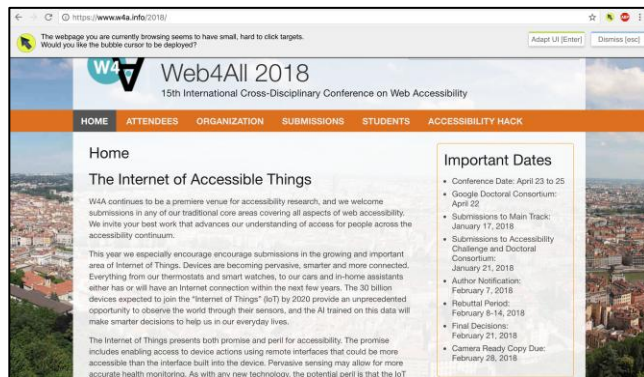 https://www.w4a.info/2018/
The webpage you are currently browsing seems to have small, hard to click targets.
Would you like the bubble cursor to be deployed?
Adapt UI [Enter]
Dismiss [esc]
W4A
Web4All 2018
15th International Cross-Disciplinary Conference on Web Accessibility
HOME ATTENDEES ORGANIZATION SUBMISSIONS STUDENTS ACCESSIBILITY HACK
Home
The Internet of Accessible Things
W4A continues to be a premiere venue for accessibility research, and we welcome
submissions in any of our traditional core areas covering all aspects of web accessibility.
We invite your best work that advances our understanding of access for people across the
accessibility continuum.
This year we especially encourage encourage submissions in the growing and important
area of Internet of Things. Devices are becoming pervasive, smarter and more connected.
Everything from our thermostats and smart watches, to our cars and in-home assistants
either has or will have an Internet connection within the next few years. The 30 billion
devices expected to join the "Internet of Things" (IoT) by 2020 provide an unprecedented
opportunity to observe the world through their sensors, and the AI trained on this data will
make smarter decisions to help us in our everyday lives.
The Internet of Things presents both promise and peril for accessibility. The promise
includes enabling access to device actions using remote interfaces that could be more
accessible than the interface built into the device. Pervasive sensing may allow for more
accurate health monitoring. As with any new technology, the potential peril is that the IoT
Important Dates
Conference Date: April 23 to 25
Google Doctoral Consortium:
April 22
Submissions to Main Track:
January 17, 2018
Submissions to Accessibility
Challenge and Doctoral
Consortium:
January 21, 2018
Author Notification:
February 7, 2018
Rebuttal Period:
February 8-14, 2018
Final Decisions:
February 21, 2018
Camera Ready Copy Due:
February 28, 2018